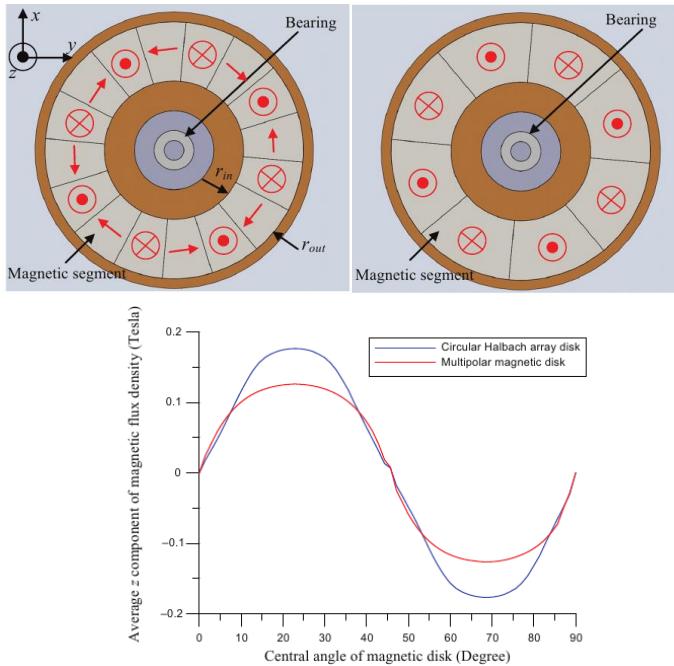 Bearing
x
y
z
r_in
r_out
Magnetic segment
Bearing
Magnetic segment
Average z component of magnetic flux density (Tesla)
0.2
0.1
0
−0.1
−0.2
Circular Halbach array disk
Multipolar magnetic disk
0 10 20 30 40 50 60 70 80 90
Central angle of magnetic disk (Degree)